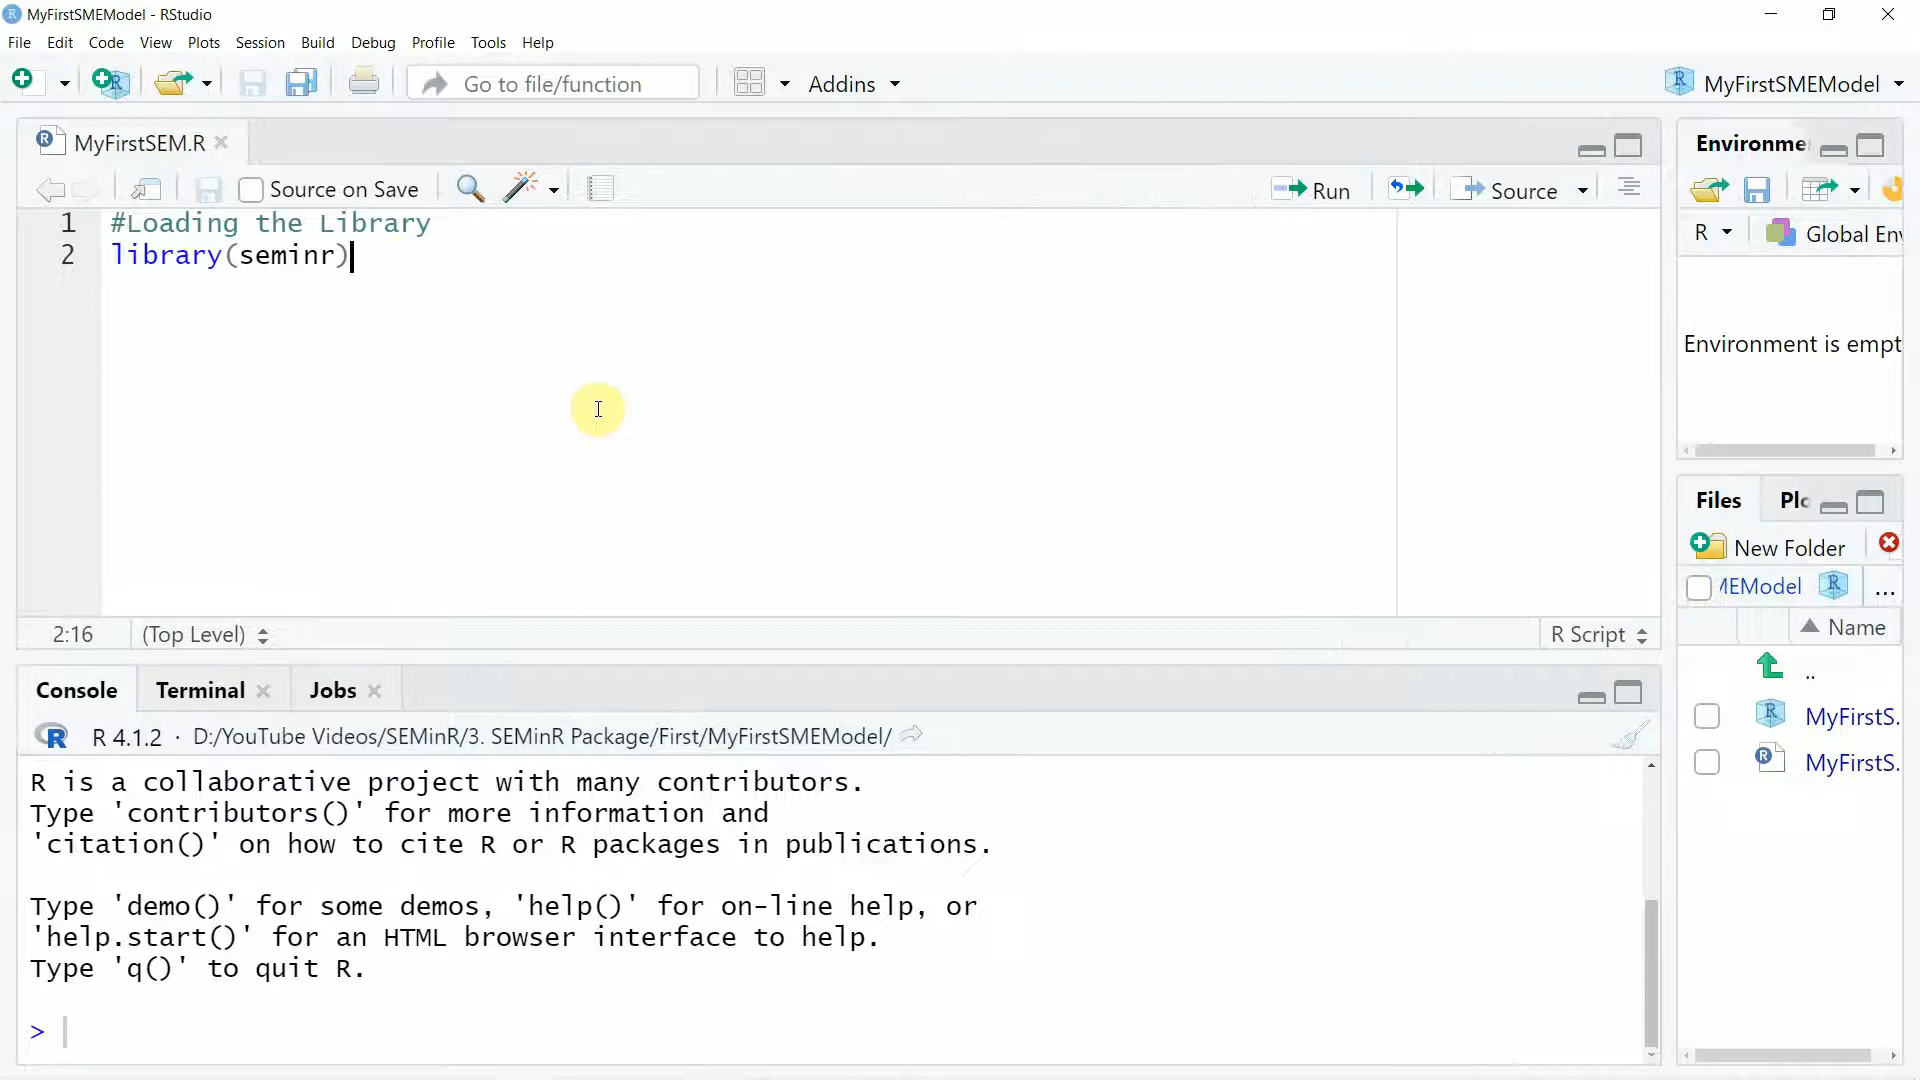 MyFirstSMEModel - RStudio
File Edit Code View Plots Session Build Debug Profile Tools Help
Go to file/function Addins MyFirstSMEModel
MyFirstSEM.R
Source on Save Run Source
1 #Loading the Library
2 library(seminr)
2:16 (Top Level) R Script
Console Terminal Jobs
R 4.1.2 · D:/YouTube Videos/SEMinR/3. SEMinR Package/First/MyFirstSMEModel/
R is a collaborative project with many contributors.
Type 'contributors()' for more information and
'citation()' on how to cite R or R packages in publications.
Type 'demo()' for some demos, 'help()' for on-line help, or
'help.start()' for an HTML browser interface to help.
Type 'q()' to quit R.
>
Environme
R Global Env
Environment is empt
Files Plo
New Folder
MEModel ...
Name
..
MyFirstS.
MyFirstS.